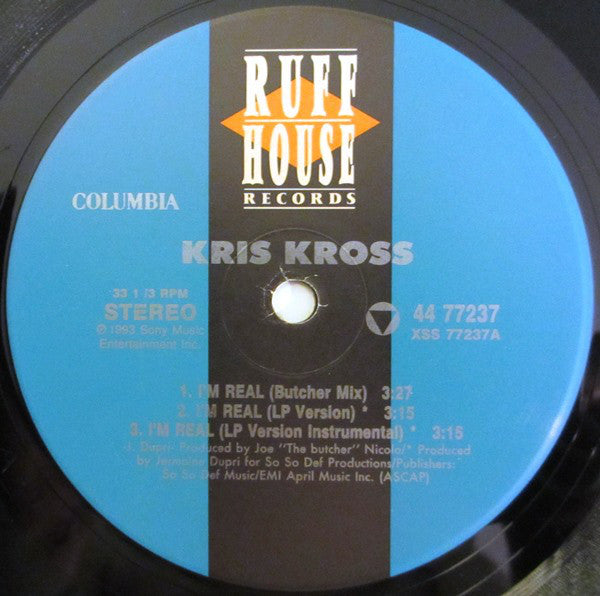 RUFF
HOUSE
RECORDS
COLUMBIA
KRIS KROSS
33 1/3 RPM
STEREO
℗ 1993 Sony Music
Entertainment Inc.
44 77237
XSS 77237A
1. I'M REAL (Butcher Mix) 3:27
2. I'M REAL (LP Version) * 3:15
3. I'M REAL (LP Version Instrumental) * 3:15
-J. Dupri- Produced by Joe "The butcher" Nicolo/* Produced
by Jermaine Dupri for So So Def Productions/Publishers:
So So Def Music/EMI April Music Inc. (ASCAP)